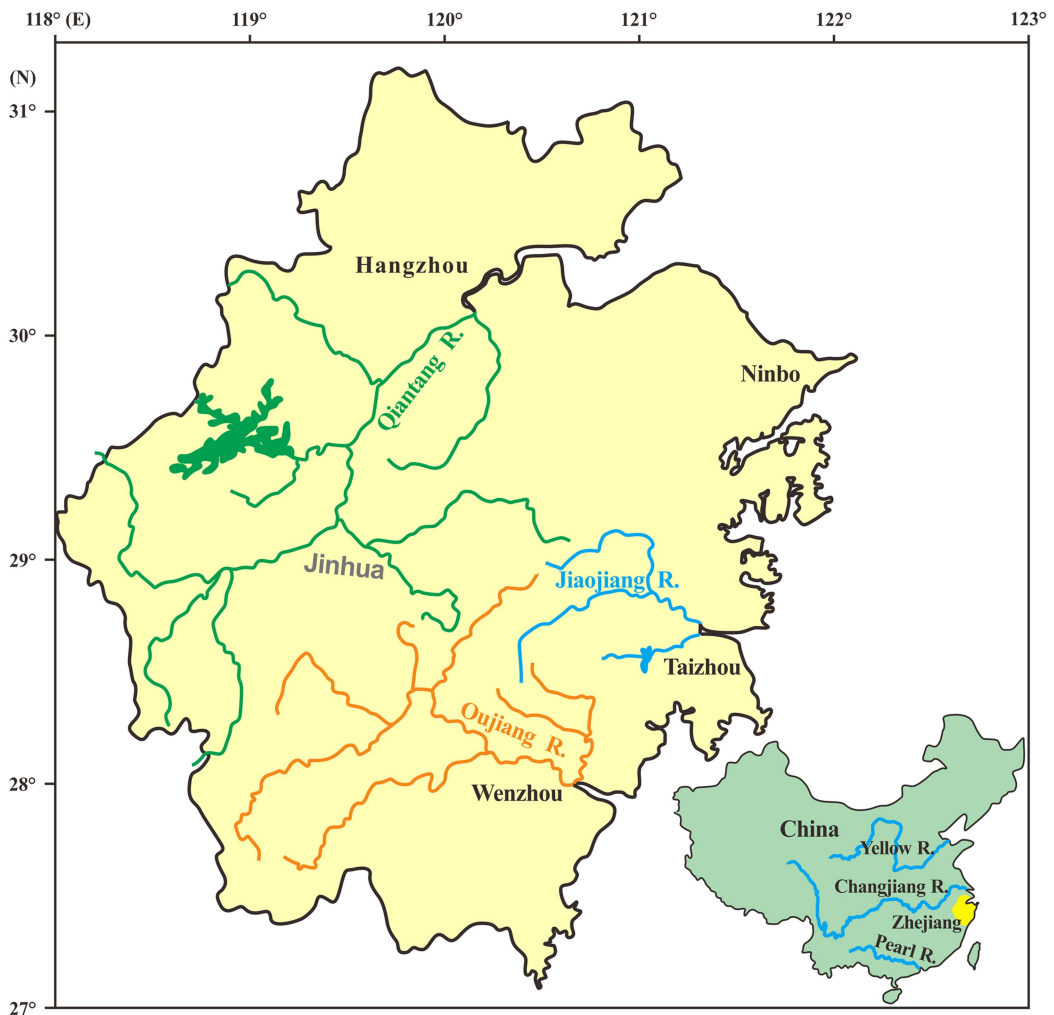 118° (E) 119° 120° 121° 122° 123°
(N)
31°
30°
29°
28°
27°
Hangzhou
Qiantang R.
Ninbo
Jinhua
Jiaojiang R.
Taizhou
Oujiang R.
Wenzhou
China
Yellow R.
Changjiang R.
Zhejiang
Pearl R.